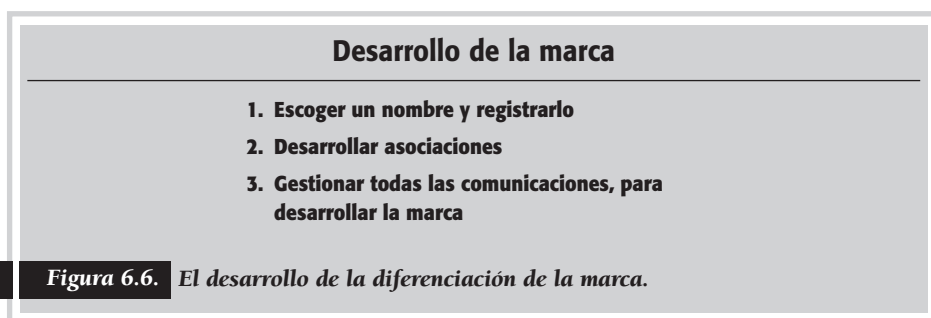 Desarrollo de la marca
1. Escoger un nombre y registrarlo
2. Desarrollar asociaciones
3. Gestionar todas las comunicaciones, para
desarrollar la marca
Figura 6.6. El desarrollo de la diferenciación de la marca.